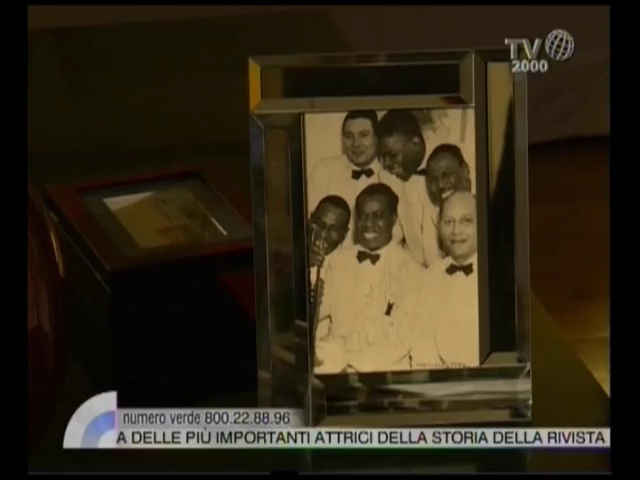 TV
2000
numero verde 800.22.88.96
A DELLE PIÙ IMPORTANTI ATTRICI DELLA STORIA DELLA RIVISTA